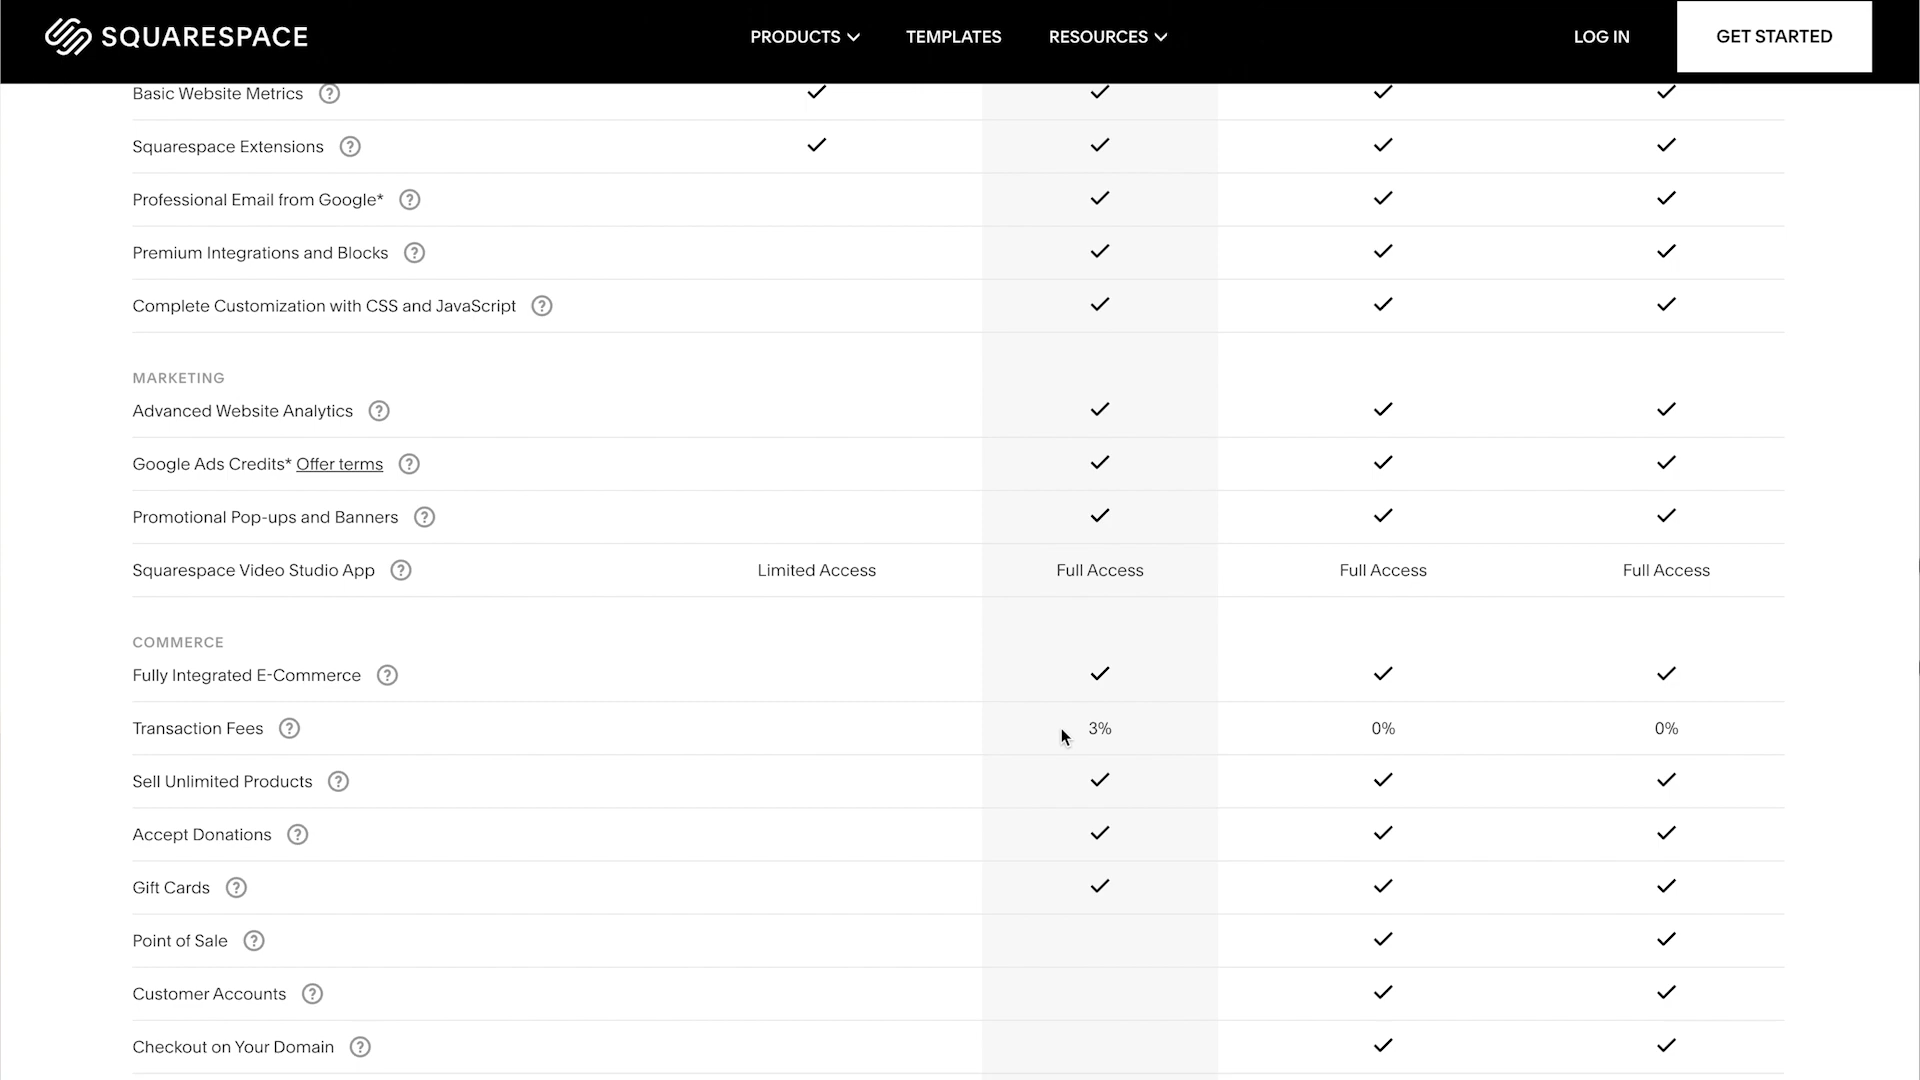 SQUARESPACE PRODUCTS TEMPLATES RESOURCES LOG IN GET STARTED
Basic Website Metrics ?
Squarespace Extensions ?
Professional Email from Google* ?
Premium Integrations and Blocks ?
Complete Customization with CSS and JavaScript ?
MARKETING
Advanced Website Analytics ?
Google Ads Credits* Offer terms ?
Promotional Pop-ups and Banners ?
Squarespace Video Studio App ? Limited Access Full Access Full Access Full Access
COMMERCE
Fully Integrated E-Commerce ?
Transaction Fees ? 3% 0% 0%
Sell Unlimited Products ?
Accept Donations ?
Gift Cards ?
Point of Sale ?
Customer Accounts ?
Checkout on Your Domain ?